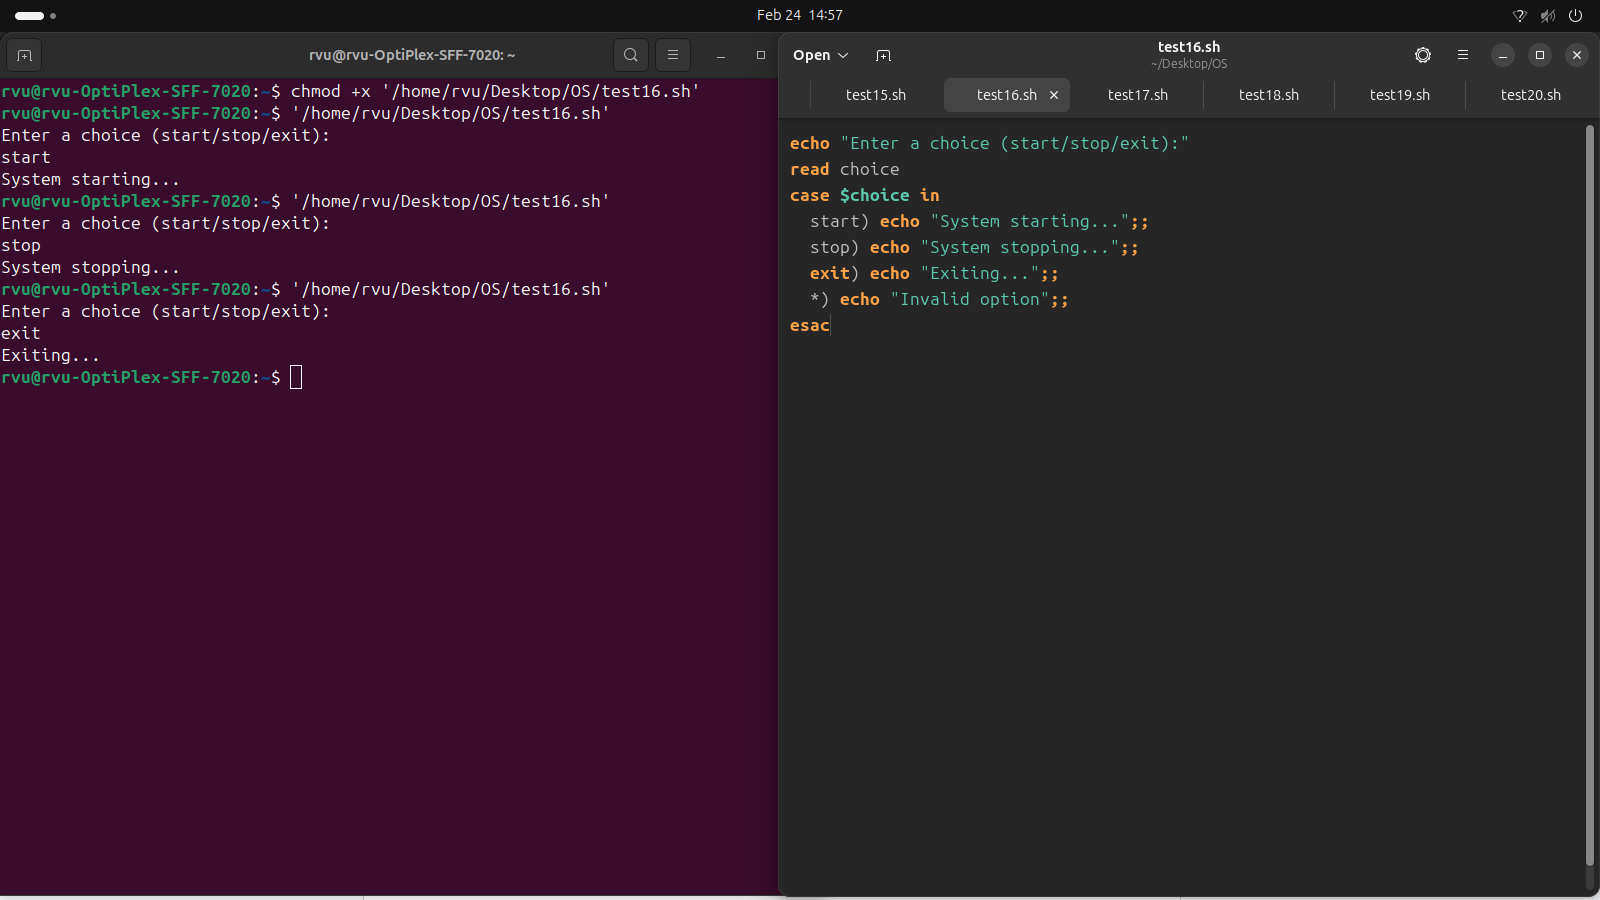 Feb 24 14:57
rvu@rvu-OptiPlex-SFF-7020: ~
rvu@rvu-OptiPlex-SFF-7020:~$ chmod +x '/home/rvu/Desktop/OS/test16.sh'
rvu@rvu-OptiPlex-SFF-7020:~$ '/home/rvu/Desktop/OS/test16.sh'
Enter a choice (start/stop/exit):
start
System starting...
rvu@rvu-OptiPlex-SFF-7020:~$ '/home/rvu/Desktop/OS/test16.sh'
Enter a choice (start/stop/exit):
stop
System stopping...
rvu@rvu-OptiPlex-SFF-7020:~$ '/home/rvu/Desktop/OS/test16.sh'
Enter a choice (start/stop/exit):
exit
Exiting...
rvu@rvu-OptiPlex-SFF-7020:~$
Open
test16.sh
~/Desktop/OS
test15.sh test16.sh test17.sh test18.sh test19.sh test20.sh
echo "Enter a choice (start/stop/exit):"
read choice
case $choice in
  start) echo "System starting...";;
  stop) echo "System stopping...";;
  exit) echo "Exiting...";;
  *) echo "Invalid option";;
esac